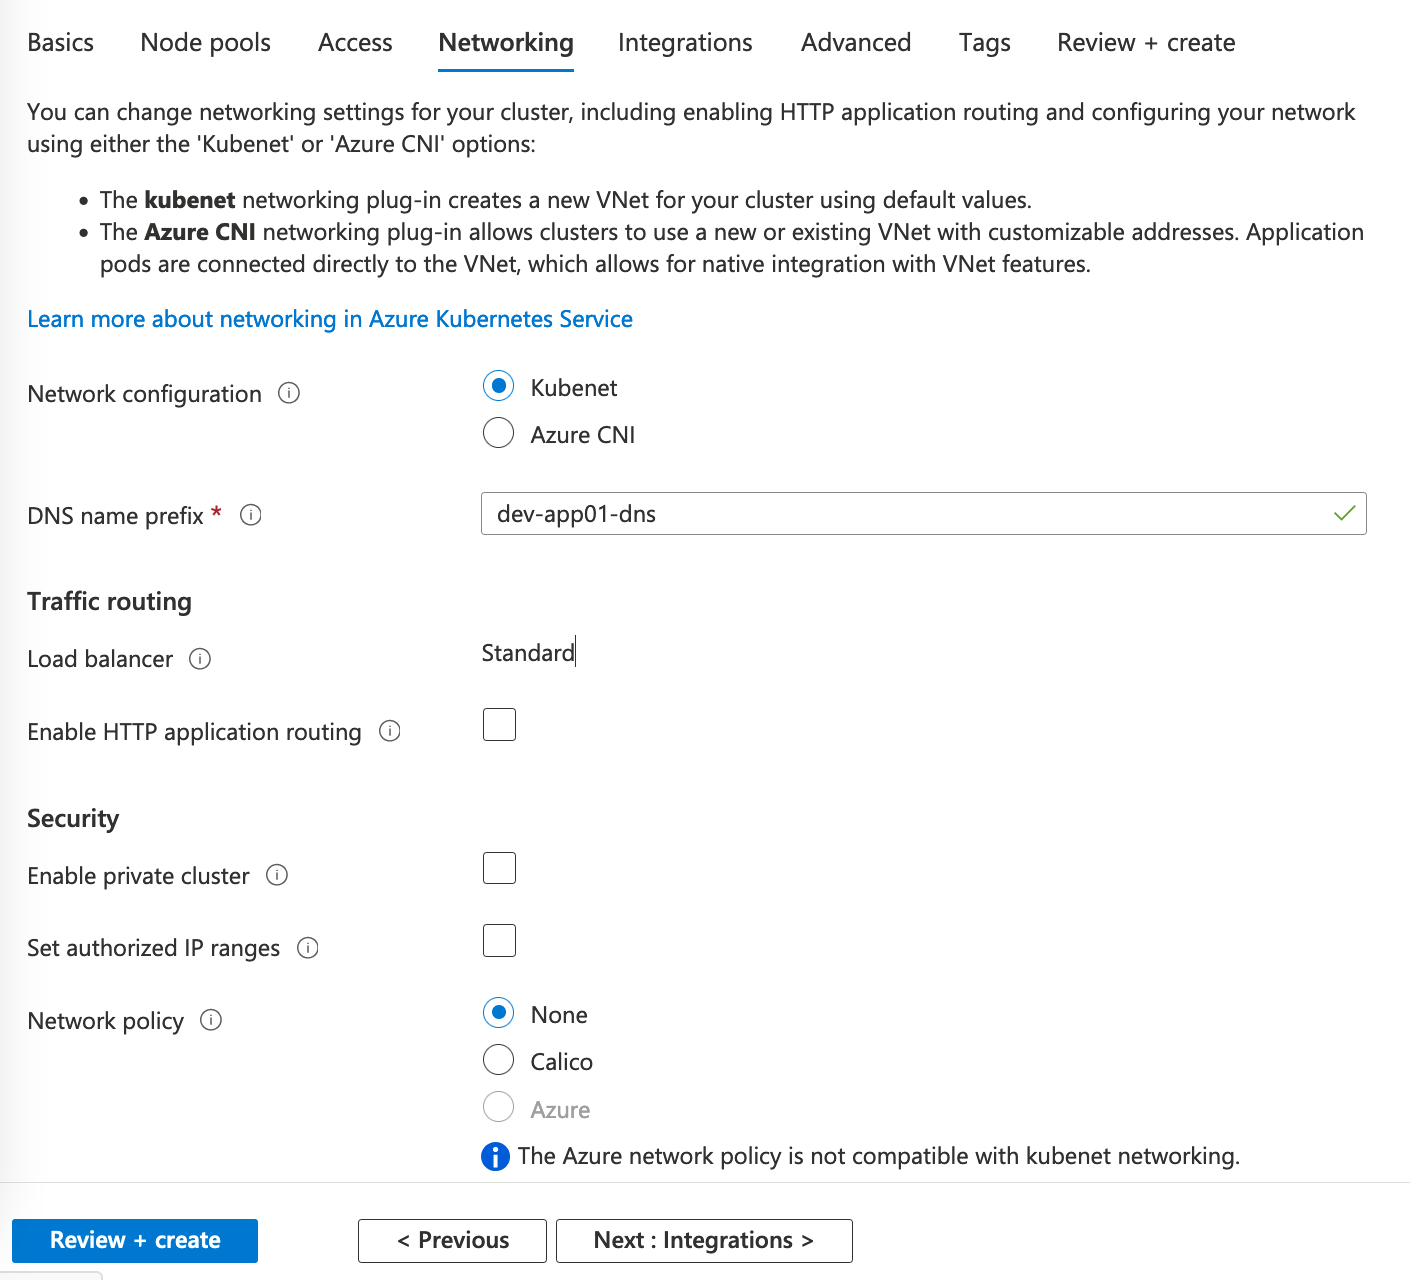 Basics Node pools Access Networking Integrations Advanced Tags Review + create
You can change networking settings for your cluster, including enabling HTTP application routing and configuring your network
using either the 'Kubenet' or 'Azure CNI' options:
• The kubenet networking plug-in creates a new VNet for your cluster using default values.
• The Azure CNI networking plug-in allows clusters to use a new or existing VNet with customizable addresses. Application
pods are connected directly to the VNet, which allows for native integration with VNet features.
Learn more about networking in Azure Kubernetes Service
Network configuration
Kubenet
Azure CNI
DNS name prefix *
dev-app01-dns
Traffic routing
Load balancer
Standard
Enable HTTP application routing
Security
Enable private cluster
Set authorized IP ranges
Network policy
None
Calico
Azure
The Azure network policy is not compatible with kubenet networking.
Review + create < Previous Next : Integrations >